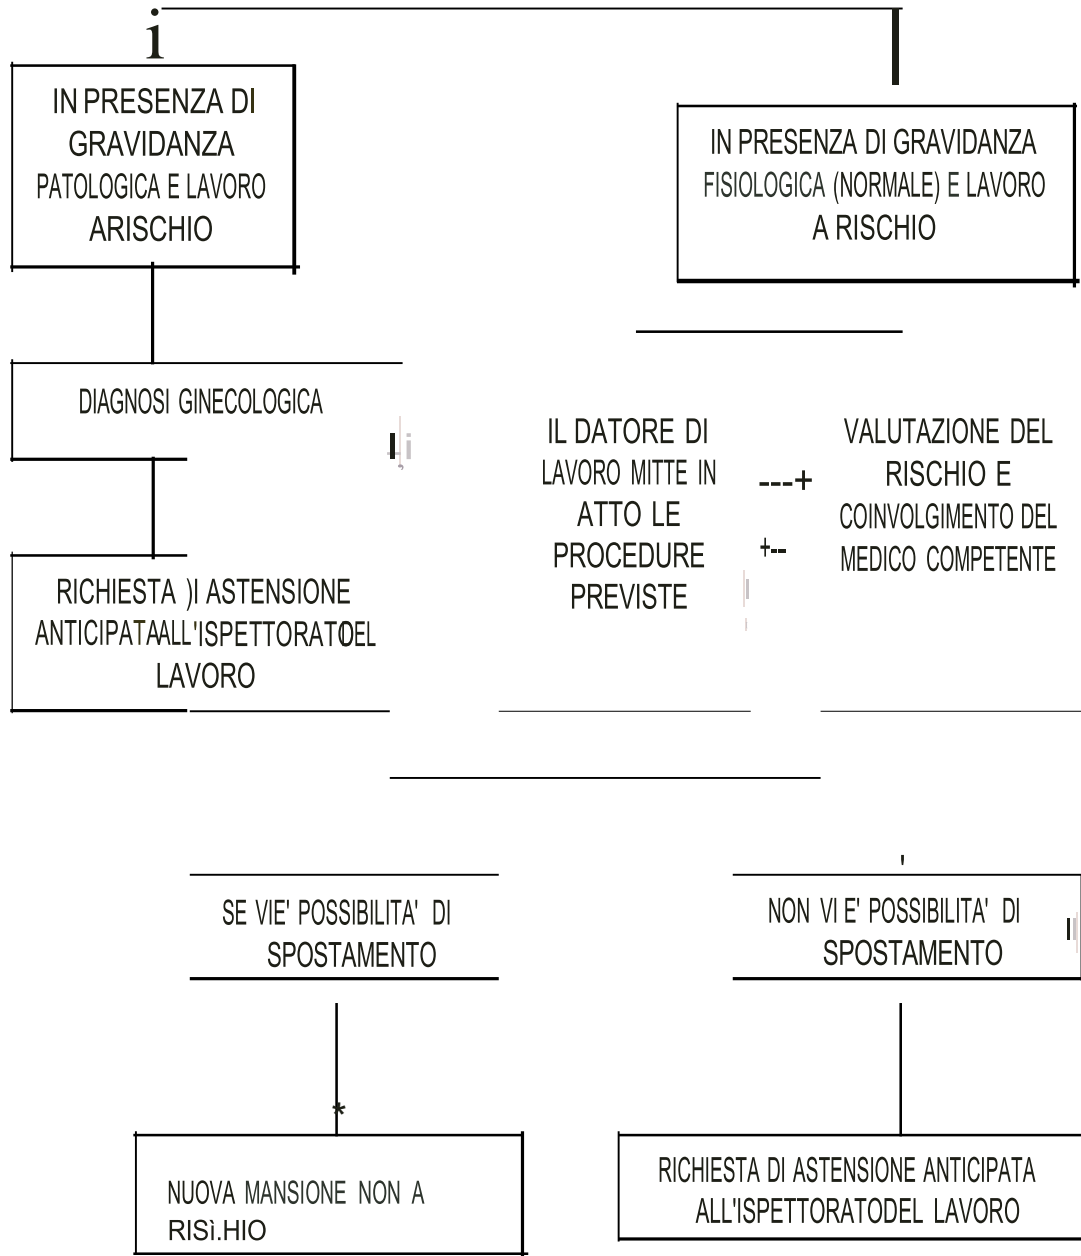 IN PRESENZA DI
GRAVIDANZA
PATOLOGICA E LAVORO
ARISCHIO
IN PRESENZA DI GRAVIDANZA
FISIOLOGICA (NORMALE) E LAVORO
A RISCHIO
DIAGNOSI GINECOLOGICA
RICHIESTA )I ASTENSIONE
ANTICIPATAALL'ISPETTORATO DEL
LAVORO
IL DATORE DI
LAVORO MITTE IN
ATTO LE
PROCEDURE
PREVISTE
---+
+--
VALUTAZIONE DEL
RISCHIO E
COINVOLGIMENTO DEL
MEDICO COMPETENTE
SE VIE' POSSIBILITA' DI
SPOSTAMENTO
NON VI E' POSSIBILITA' DI
SPOSTAMENTO
*
NUOVA MANSIONE NON A
RISì.HIO
RICHIESTA DI ASTENSIONE ANTICIPATA
ALL'ISPETTORATODEL LAVORO